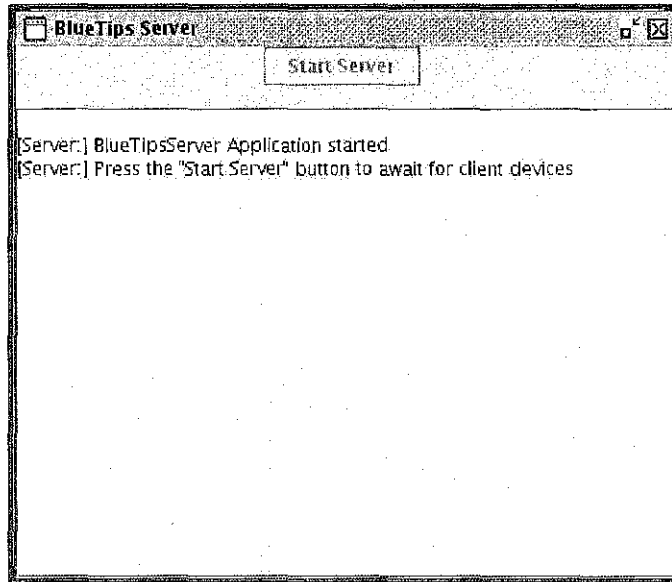 BlueTips Server
Start Server
[Server:] BlueTipsServer Application started
[Server:] Press the "Start Server" button to await for client devices